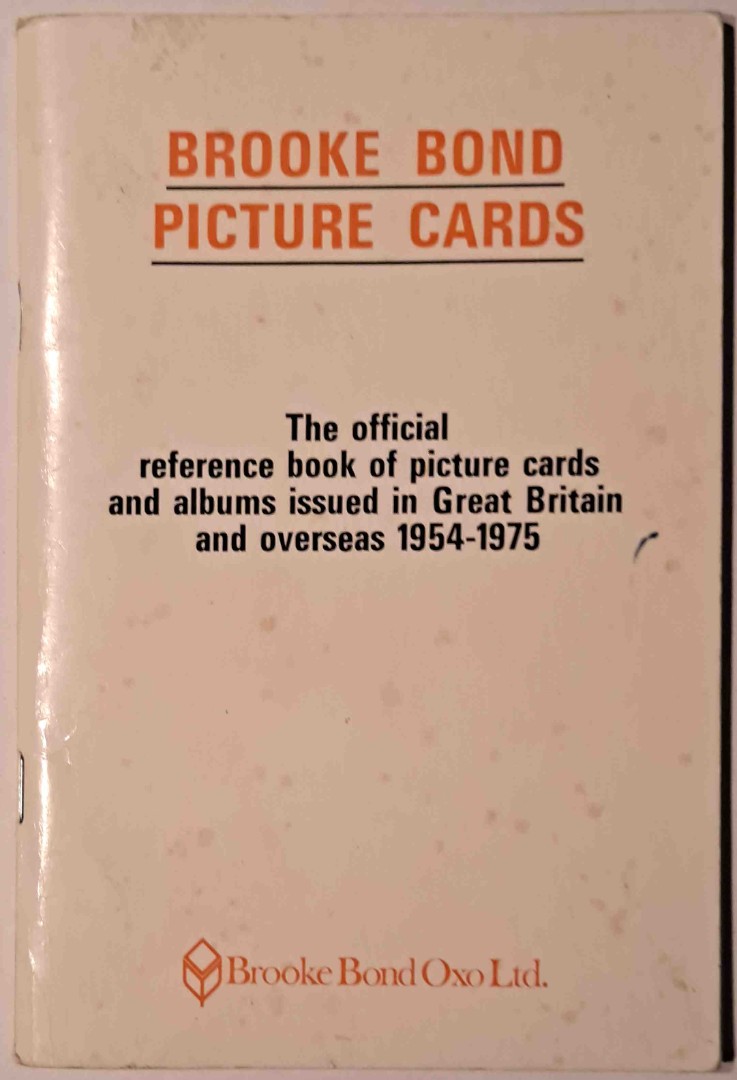 BROOKE BOND
PICTURE CARDS
The official
reference book of picture cards
and albums issued in Great Britain
and overseas 1954-1975
Brooke Bond Oxo Ltd.